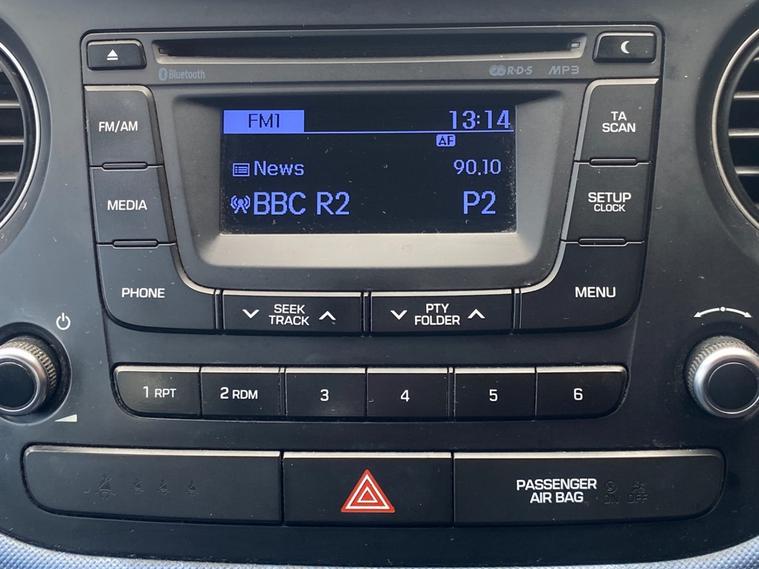 Bluetooth
R·D·S MP3
FM/AM
FM1 13:14
AF
TA
SCAN
News 90.10
MEDIA
BBC R2 P2
SETUP
CLOCK
PHONE
SEEK
TRACK
PTY
FOLDER
MENU
1 RPT
2 RDM
3
4
5
6
PASSENGER
AIR BAG
ON OFF